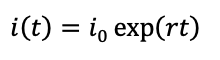 i(t) = i₀ exp(rt)